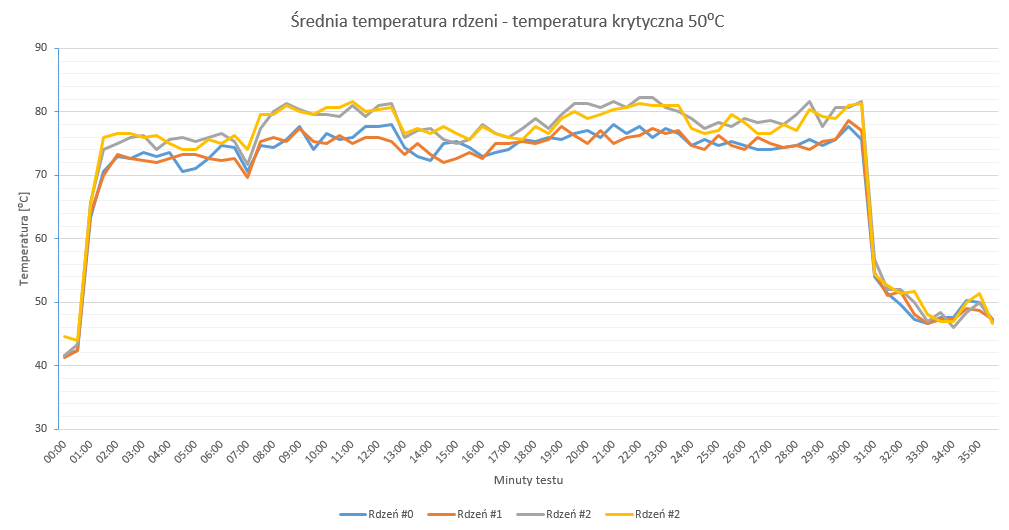 Średnia temperatura rdzeni - temperatura krytyczna 50⁰C
90
80
70
60
50
40
30
Temperatura [⁰C]
00:00 01:00 02:00 03:00 04:00 05:00 06:00 07:00 08:00 09:00 10:00 11:00 12:00 13:00 14:00 15:00 16:00 17:00 18:00 19:00 20:00 21:00 22:00 23:00 24:00 25:00 26:00 27:00 28:00 29:00 30:00 31:00 32:00 33:00 34:00 35:00
Minuty testu
Rdzeń #0 Rdzeń #1 Rdzeń #2 Rdzeń #2